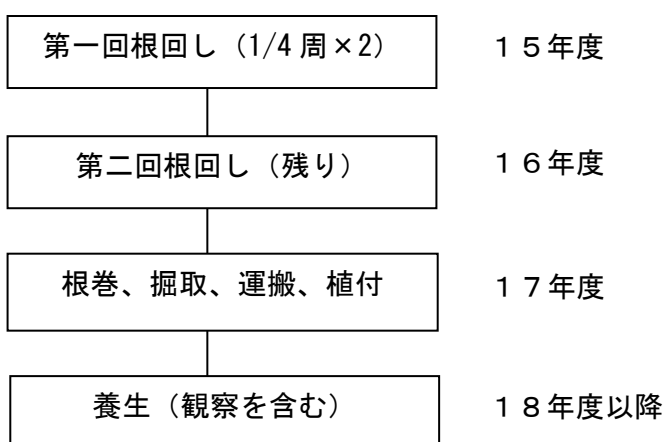 第一回根回し（1/4 周×2） １５年度
第二回根回し（残り） １６年度
根巻、掘取、運搬、植付 １７年度
養生（観察を含む） １８年度以降